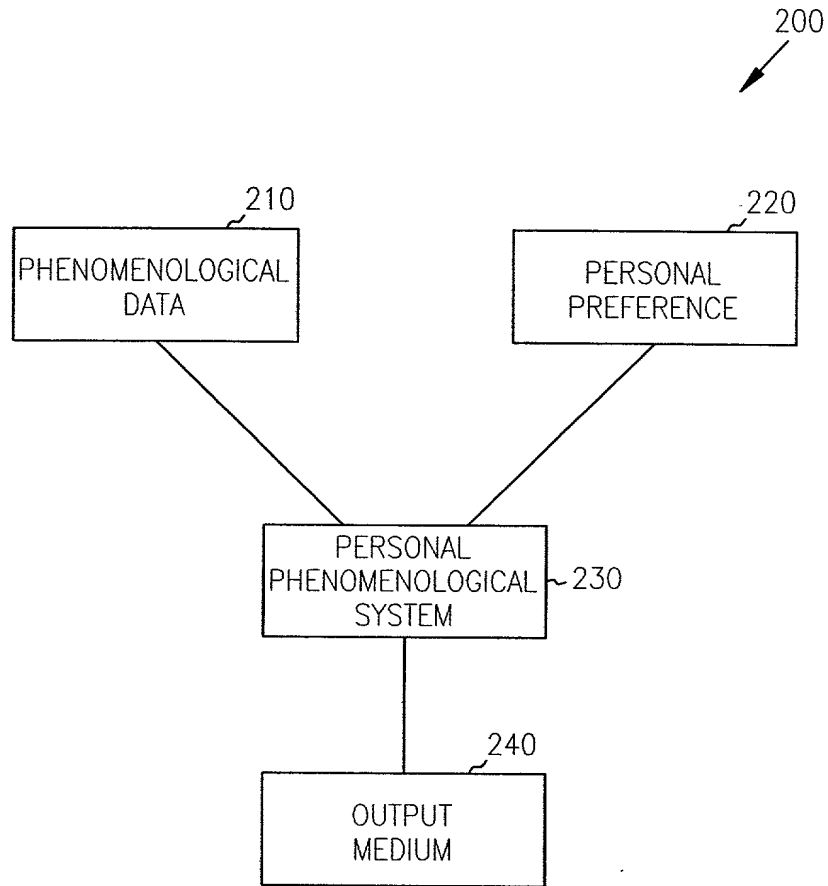 200
210
220
PHENOMENOLOGICAL
DATA
PERSONAL
PREFERENCE
PERSONAL
PHENOMENOLOGICAL
SYSTEM
230
240
OUTPUT
MEDIUM